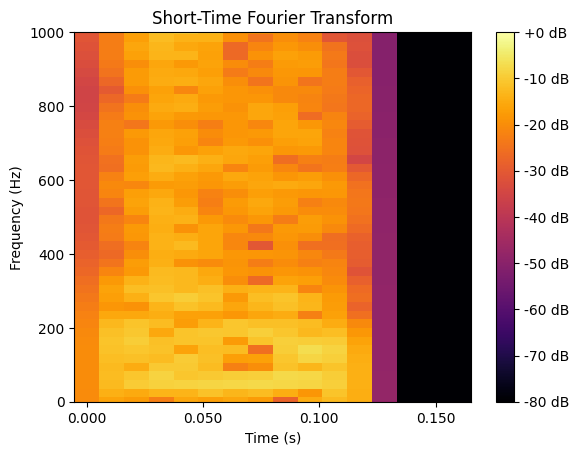 Short-Time Fourier Transform
Frequency (Hz)
1000
800
600
400
200
0
0.000
0.050
0.100
0.150
Time (s)
+0 dB
-10 dB
-20 dB
-30 dB
-40 dB
-50 dB
-60 dB
-70 dB
-80 dB